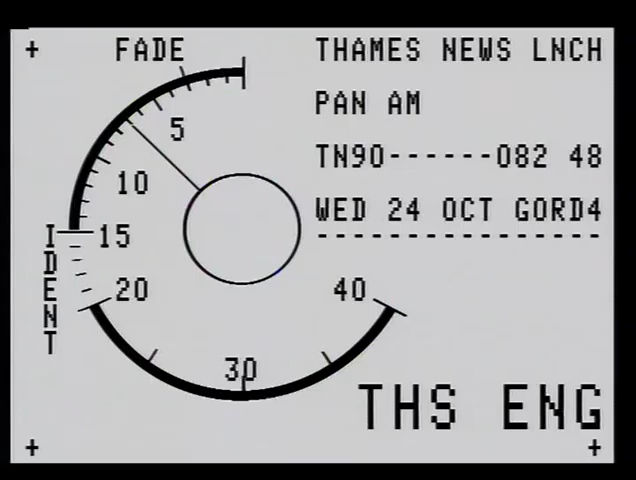 + FADE THAMES NEWS LNCH
PAN AM
5
TN90------082 48
10
WED 24 OCT GORD4
----------------
15
IDENT
20
40
30
THS ENG
+ +